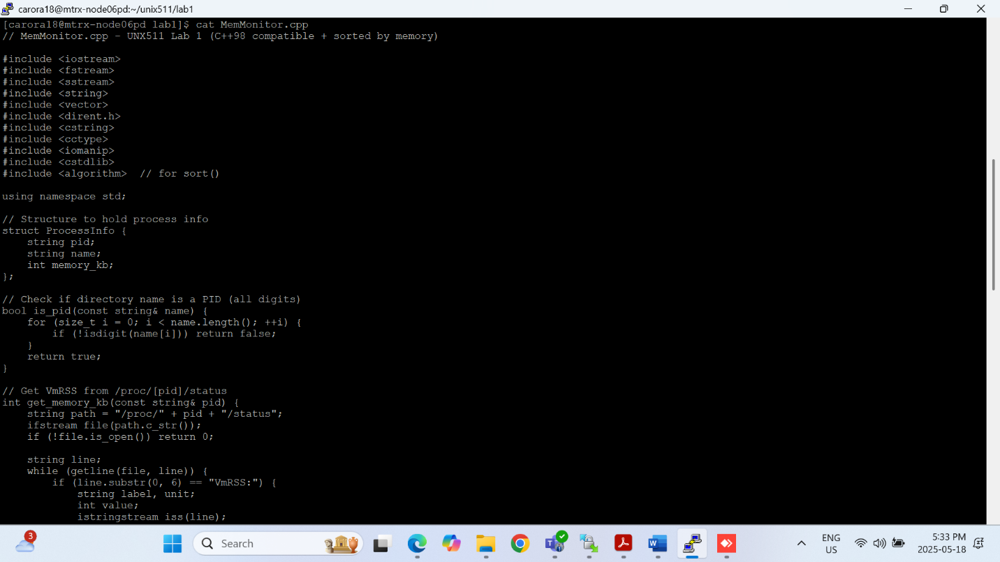 carora18@mtrx-node06pd:~/unix511/lab1
[carora18@mtrx-node06pd lab1]$ cat MemMonitor.cpp
// MemMonitor.cpp - UNX511 Lab 1 (C++98 compatible + sorted by memory)

#include <iostream>
#include <fstream>
#include <sstream>
#include <string>
#include <vector>
#include <dirent.h>
#include <cstring>
#include <cctype>
#include <iomanip>
#include <cstdlib>
#include <algorithm>  // for sort()

using namespace std;

// Structure to hold process info
struct ProcessInfo {
    string pid;
    string name;
    int memory_kb;
};

// Check if directory name is a PID (all digits)
bool is_pid(const string& name) {
    for (size_t i = 0; i < name.length(); ++i) {
        if (!isdigit(name[i])) return false;
    }
    return true;
}

// Get VmRSS from /proc/[pid]/status
int get_memory_kb(const string& pid) {
    string path = "/proc/" + pid + "/status";
    ifstream file(path.c_str());
    if (!file.is_open()) return 0;

    string line;
    while (getline(file, line)) {
        if (line.substr(0, 6) == "VmRSS:") {
            string label, unit;
            int value;
            istringstream iss(line);
3
Search
ENG
US
5:33 PM
2025-05-18